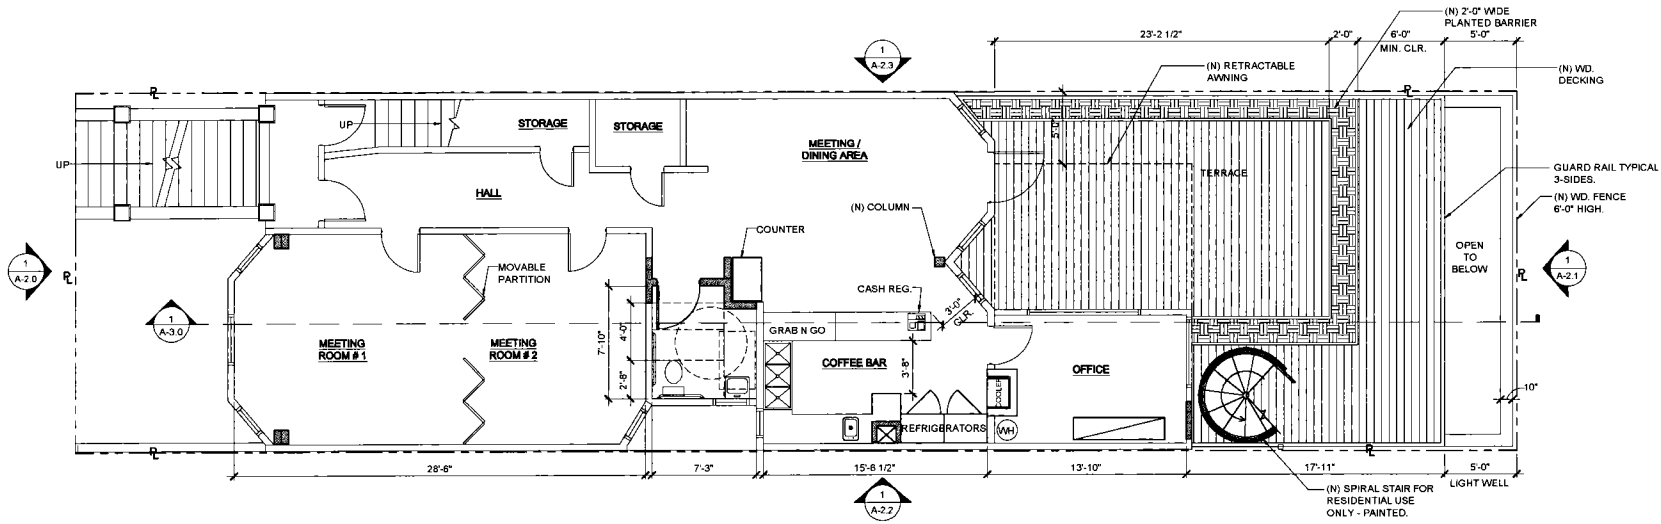 (N) 2'-0" WIDE
PLANTED BARRIER
23'-2 1/2"
2'-0"
6'-0"
MIN. CLR.
5'-0"
1
A-2.3
(N) RETRACTABLE
AWNING
(N) WD.
DECKING
PL
PL
UP
STORAGE
STORAGE
MEETING /
DINING AREA
5'-0"
UP
TERRACE
GUARD RAIL TYPICAL
3-SIDES.
HALL
(N) WD. FENCE
6'-0" HIGH.
(N) COLUMN
COUNTER
OPEN
TO
BELOW
1
A-2.0
PL
MOVABLE
PARTITION
PL
1
A-2.1
CASH REG.
3'-0"
CLR.
1
A-3.0
GRAB N GO
7'-10"
4'-0"
MEETING
ROOM # 1
MEETING
ROOM # 2
COFFEE BAR
3'-8"
OFFICE
2'-8"
COOLER
10"
REFRIGERATORS
WH
PL
PL
28'-6"
7'-3"
15'-8 1/2"
13'-10"
17'-11"
5'-0"
LIGHT WELL
1
A-2.2
(N) SPIRAL STAIR FOR
RESIDENTIAL USE
ONLY - PAINTED.